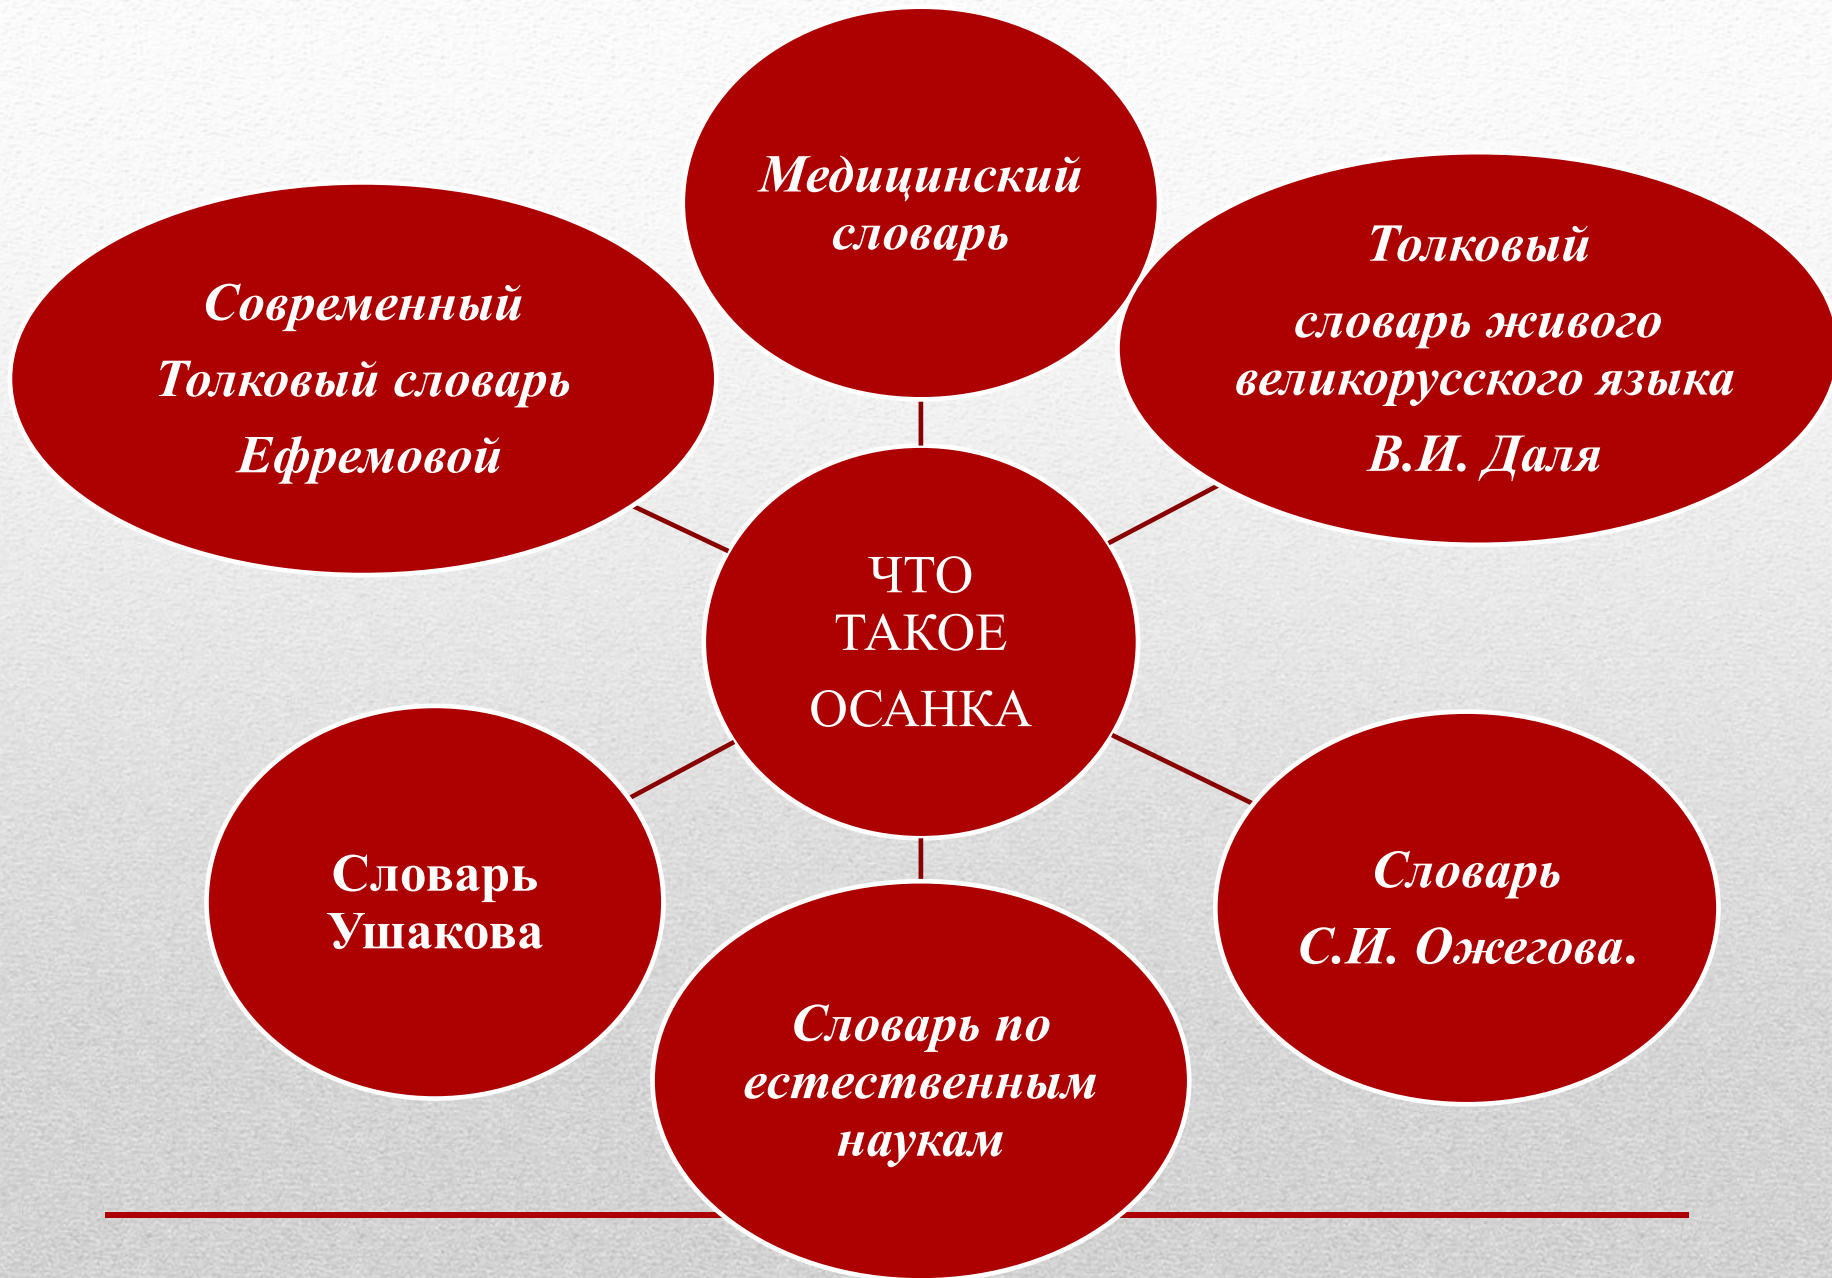 Медицинский
словарь
Толковый
словарь живого
великорусского языка
В.И. Даля
Современный
Толковый словарь
Ефремовой
ЧТО
ТАКОЕ
ОСАНКА
Словарь
Ушакова
Словарь
С.И. Ожегова.
Словарь по
естественным
наукам